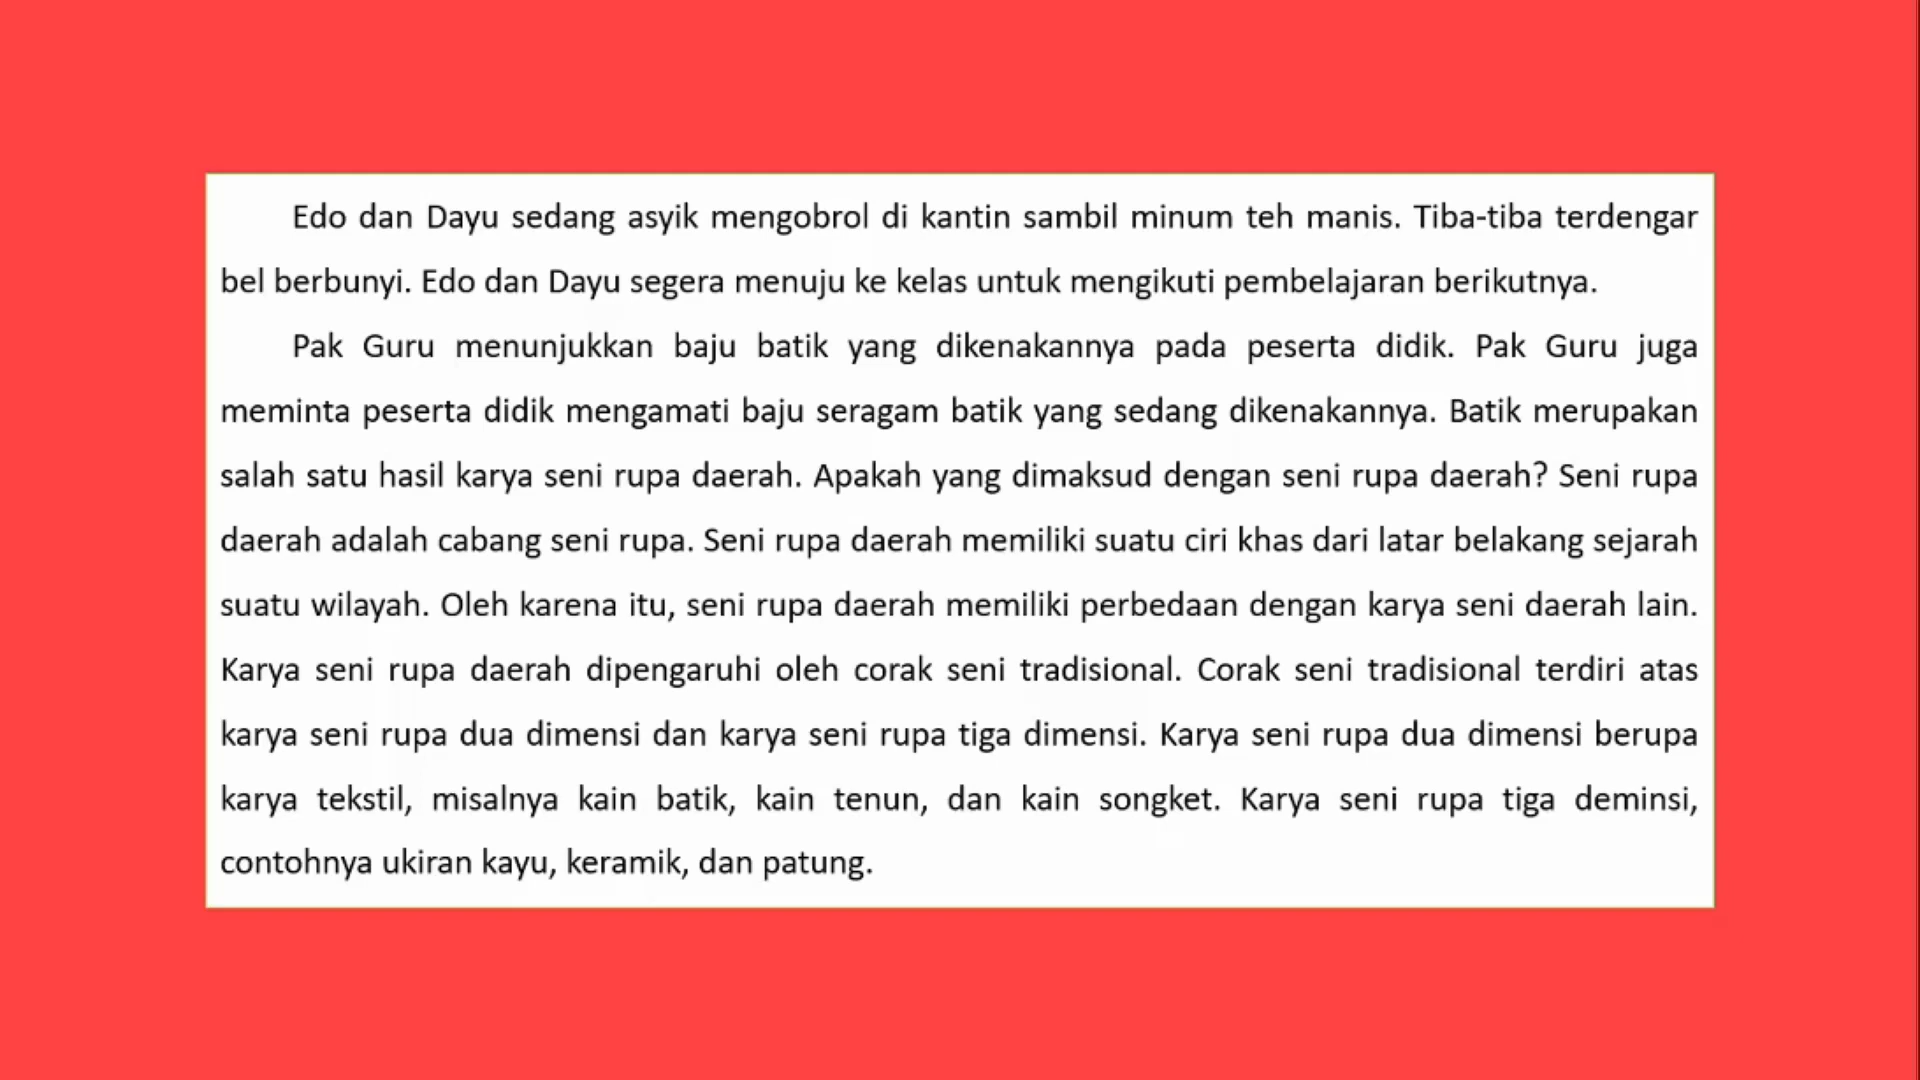 Edo dan Dayu sedang asyik mengobrol di kantin sambil minum teh manis. Tiba-tiba terdengar
bel berbunyi. Edo dan Dayu segera menuju ke kelas untuk mengikuti pembelajaran berikutnya.
Pak Guru menunjukkan baju batik yang dikenakannya pada peserta didik. Pak Guru juga
meminta peserta didik mengamati baju seragam batik yang sedang dikenakannya. Batik merupakan
salah satu hasil karya seni rupa daerah. Apakah yang dimaksud dengan seni rupa daerah? Seni rupa
daerah adalah cabang seni rupa. Seni rupa daerah memiliki suatu ciri khas dari latar belakang sejarah
suatu wilayah. Oleh karena itu, seni rupa daerah memiliki perbedaan dengan karya seni daerah lain.
Karya seni rupa daerah dipengaruhi oleh corak seni tradisional. Corak seni tradisional terdiri atas
karya seni rupa dua dimensi dan karya seni rupa tiga dimensi. Karya seni rupa dua dimensi berupa
karya tekstil, misalnya kain batik, kain tenun, dan kain songket. Karya seni rupa tiga deminsi,
contohnya ukiran kayu, keramik, dan patung.